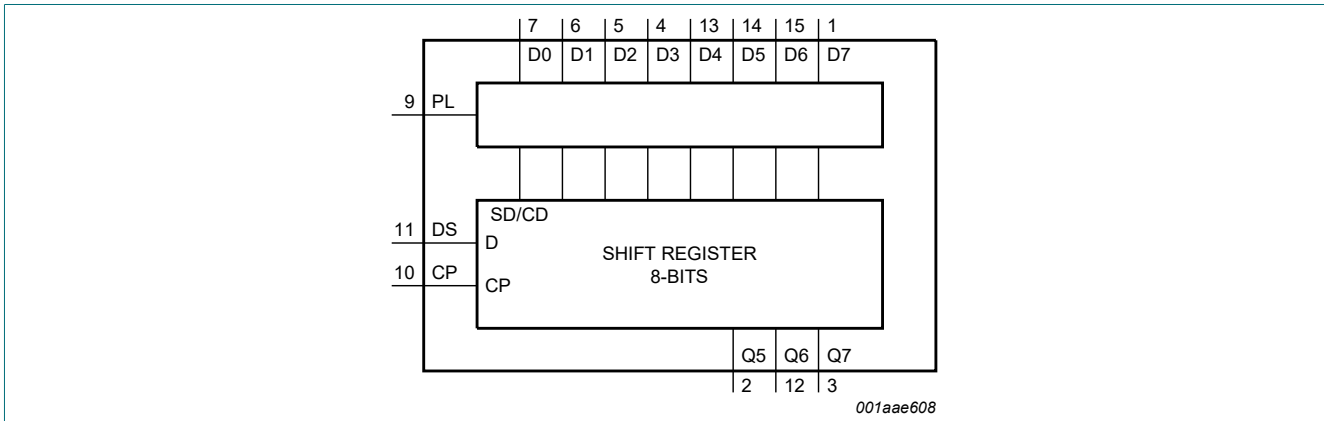 7 6 5 4 13 14 15 1
D0 D1 D2 D3 D4 D5 D6 D7
9 PL
SD/CD
11 DS D
SHIFT REGISTER
8-BITS
10 CP CP
Q5 Q6 Q7
2 12 3
001aae608